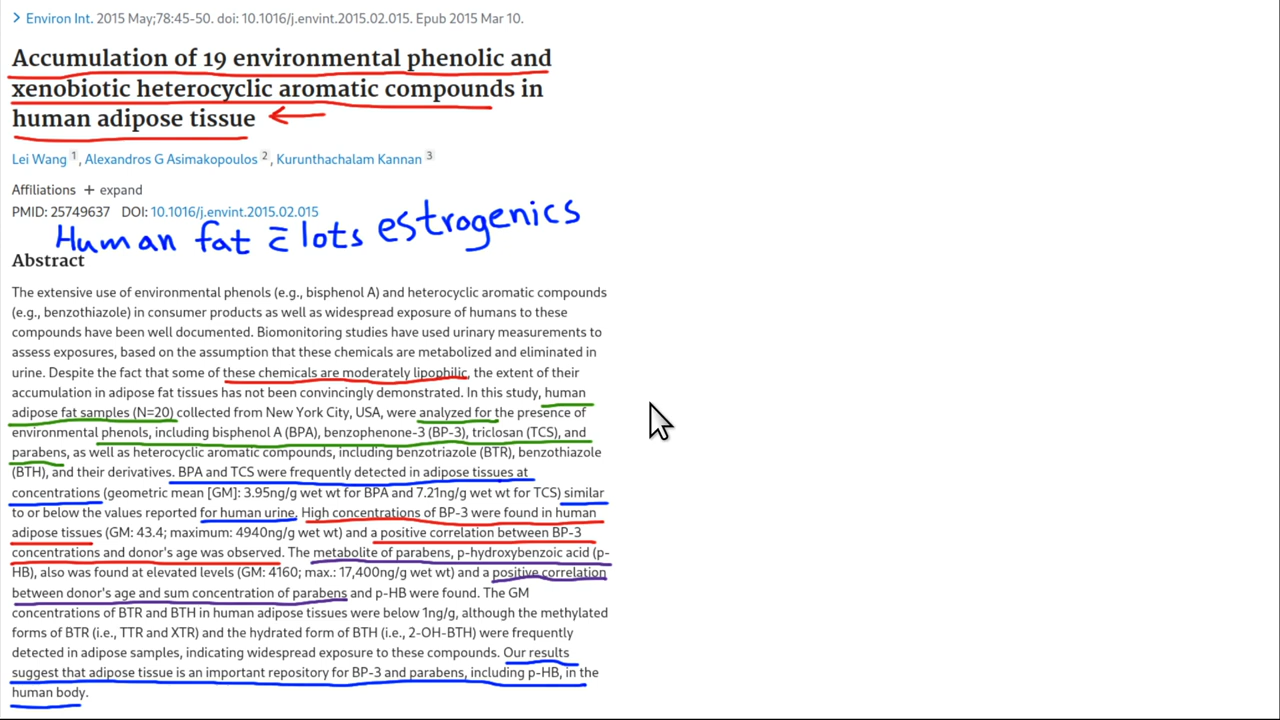 > Environ Int. 2015 May;78:45-50. doi: 10.1016/j.envint.2015.02.015. Epub 2015 Mar 10.
Accumulation of 19 environmental phenolic and
xenobiotic heterocyclic aromatic compounds in
human adipose tissue
Lei Wang 1, Alexandros G Asimakopoulos 2, Kurunthachalam Kannan 3
Affiliations + expand
PMID: 25749637 DOI: 10.1016/j.envint.2015.02.015
Human fat c̄ lots estrogenics
Abstract
The extensive use of environmental phenols (e.g., bisphenol A) and heterocyclic aromatic compounds
(e.g., benzothiazole) in consumer products as well as widespread exposure of humans to these
compounds have been well documented. Biomonitoring studies have used urinary measurements to
assess exposures, based on the assumption that these chemicals are metabolized and eliminated in
urine. Despite the fact that some of these chemicals are moderately lipophilic, the extent of their
accumulation in adipose fat tissues has not been convincingly demonstrated. In this study, human
adipose fat samples (N=20) collected from New York City, USA, were analyzed for the presence of
environmental phenols, including bisphenol A (BPA), benzophenone-3 (BP-3), triclosan (TCS), and
parabens, as well as heterocyclic aromatic compounds, including benzotriazole (BTR), benzothiazole
(BTH), and their derivatives. BPA and TCS were frequently detected in adipose tissues at
concentrations (geometric mean [GM]: 3.95ng/g wet wt for BPA and 7.21ng/g wet wt for TCS) similar
to or below the values reported for human urine. High concentrations of BP-3 were found in human
adipose tissues (GM: 43.4; maximum: 4940ng/g wet wt) and a positive correlation between BP-3
concentrations and donor's age was observed. The metabolite of parabens, p-hydroxybenzoic acid (p-
HB), also was found at elevated levels (GM: 4160; max.: 17,400ng/g wet wt) and a positive correlation
between donor's age and sum concentration of parabens and p-HB were found. The GM
concentrations of BTR and BTH in human adipose tissues were below 1ng/g, although the methylated
forms of BTR (i.e., TTR and XTR) and the hydrated form of BTH (i.e., 2-OH-BTH) were frequently
detected in adipose samples, indicating widespread exposure to these compounds. Our results
suggest that adipose tissue is an important repository for BP-3 and parabens, including p-HB, in the
human body.